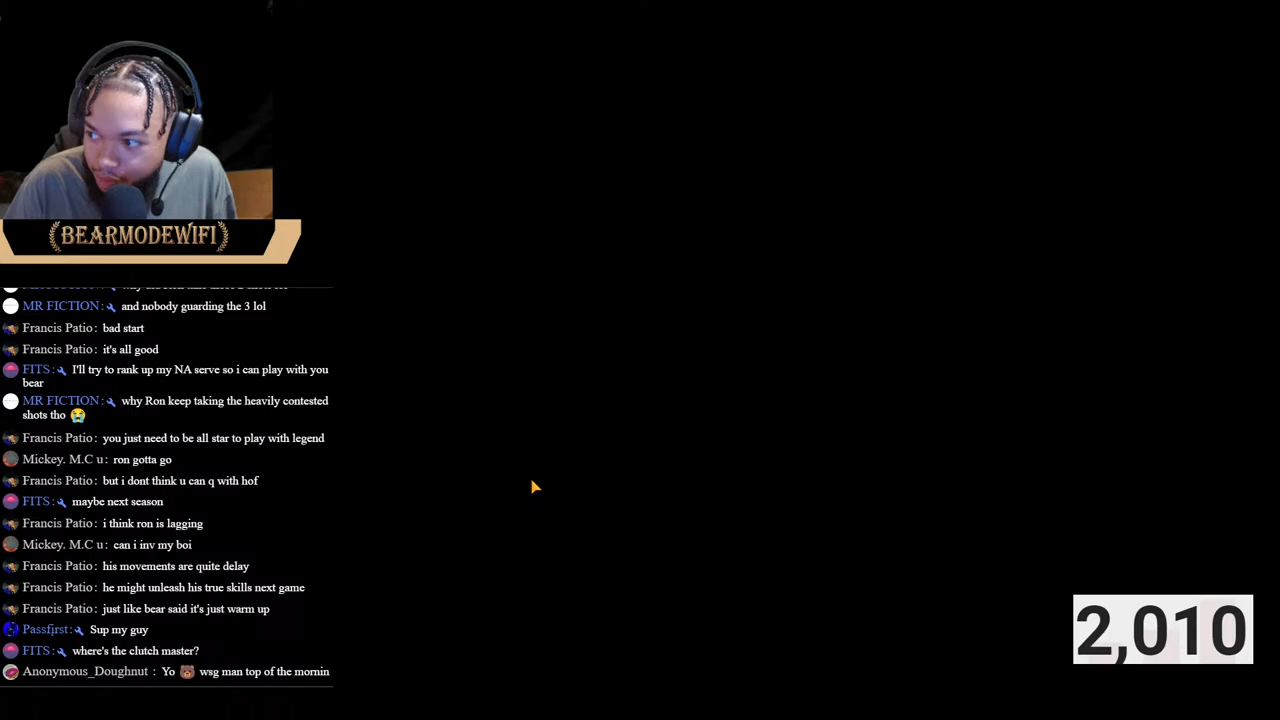 BEARMODEWIFI
MR FICTION: and nobody guarding the 3 lol
Francis Patio: bad start
Francis Patio: it's all good
FITS: I'll try to rank up my NA serve so i can play with you
bear
MR FICTION: why Ron keep taking the heavily contested
shots tho 😭
Francis Patio: you just need to be all star to play with legend
Mickey. M.C u: ron gotta go
Francis Patio: but i dont think u can q with hof
FITS: maybe next season
Francis Patio: i think ron is lagging
Mickey. M.C u: can i inv my boi
Francis Patio: his movements are quite delay
Francis Patio: he might unleash his true skills next game
Francis Patio: just like bear said it's just warm up
Passfirst: Sup my guy
FITS: where's the clutch master?
Anonymous_Doughnut : Yo 🐻 wsg man top of the mornin
2,010